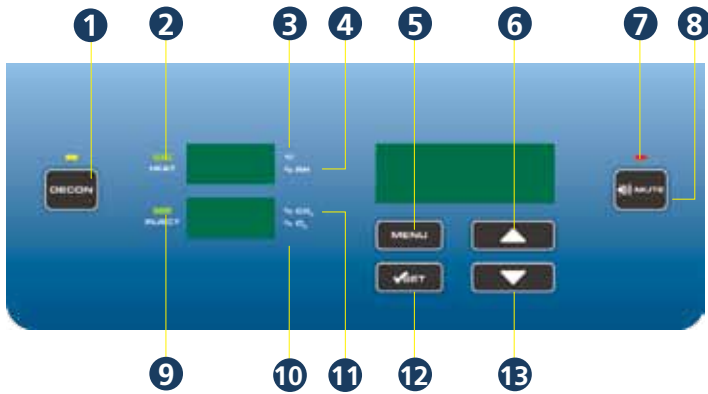 1 2 3 4 5 6 7 8
HEAT °C
% RH
DECON
MUTE
INJECT % CO₂
% O₂
MENU
✓SET
9 10 11 12 13